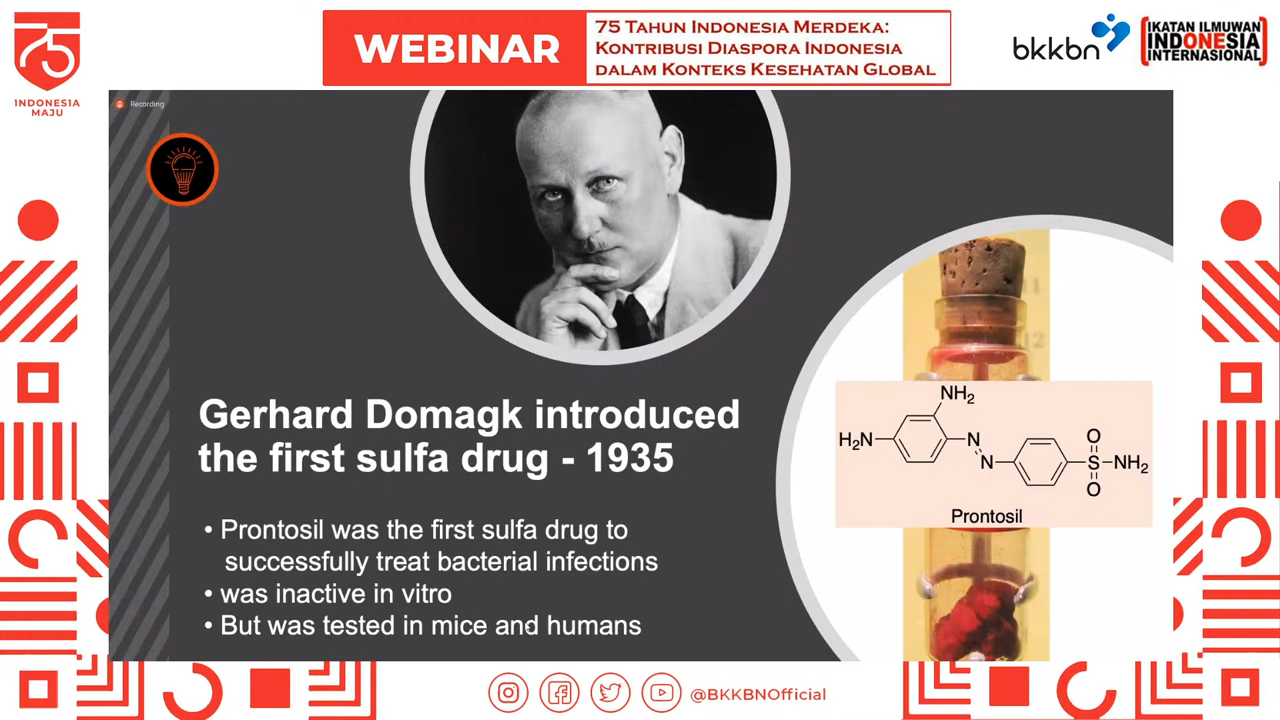 75
INDONESIA
MAJU
WEBINAR
75 TAHUN INDONESIA MERDEKA:
KONTRIBUSI DIASPORA INDONESIA
DALAM KONTEKS KESEHATAN GLOBAL
bkkbn
IKATAN ILMUWAN
INDONESIA
INTERNASIONAL
Recording
Gerhard Domagk introduced
the first sulfa drug - 1935
• Prontosil was the first sulfa drug to
successfully treat bacterial infections
• was inactive in vitro
• But was tested in mice and humans
NH₂
H₂N
N
N
O
S
NH₂
O
Prontosil
@BKKBNOfficial